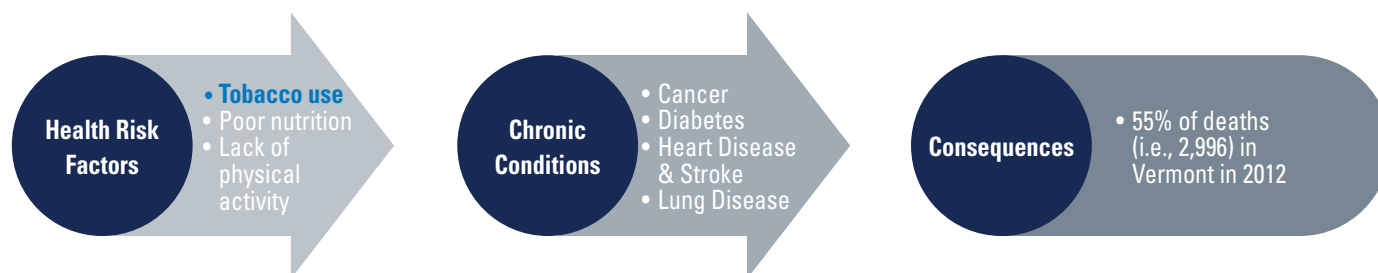 Health Risk
Factors
• Tobacco use
• Poor nutrition
• Lack of
physical
activity
Chronic
Conditions
• Cancer
• Diabetes
• Heart Disease
& Stroke
• Lung Disease
Consequences
• 55% of deaths
(i.e., 2,996) in
Vermont in 2012